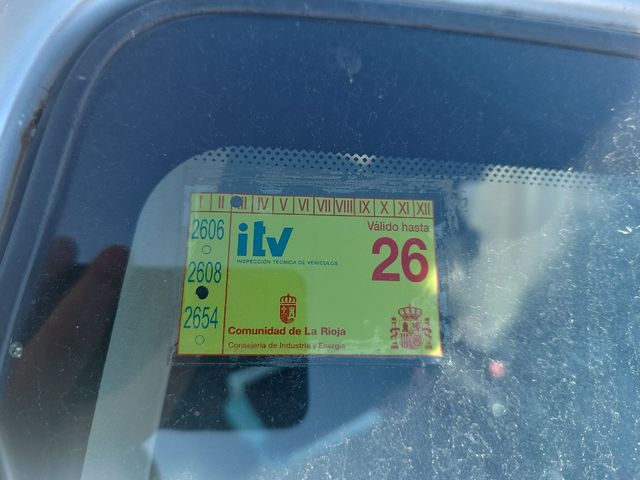 I II III IV V VI VII VIII IX X XI XII
2606
2608
2654
itv
INSPECCIÓN TÉCNICA DE VEHÍCULOS
Válido hasta
26
Comunidad de La Rioja
Consejería de Industria y Energía